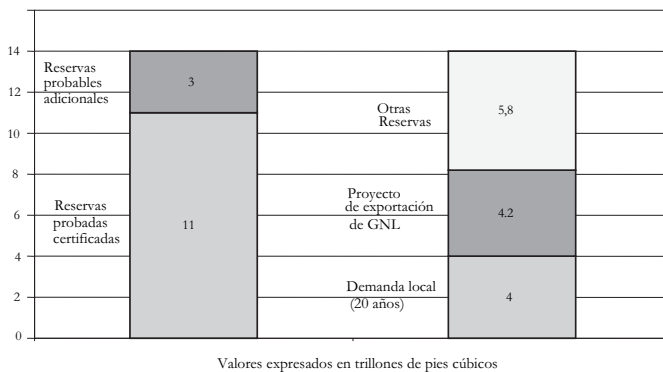 14
12
10
8
6
4
2
0
Reservas
probables
adicionales
3
Reservas
probadas
certificadas
11
Otras
Reservas
5,8
Proyecto
de exportación
de GNL
4.2
Demanda local
(20 años)
4
Valores expresados en trillones de pies cúbicos